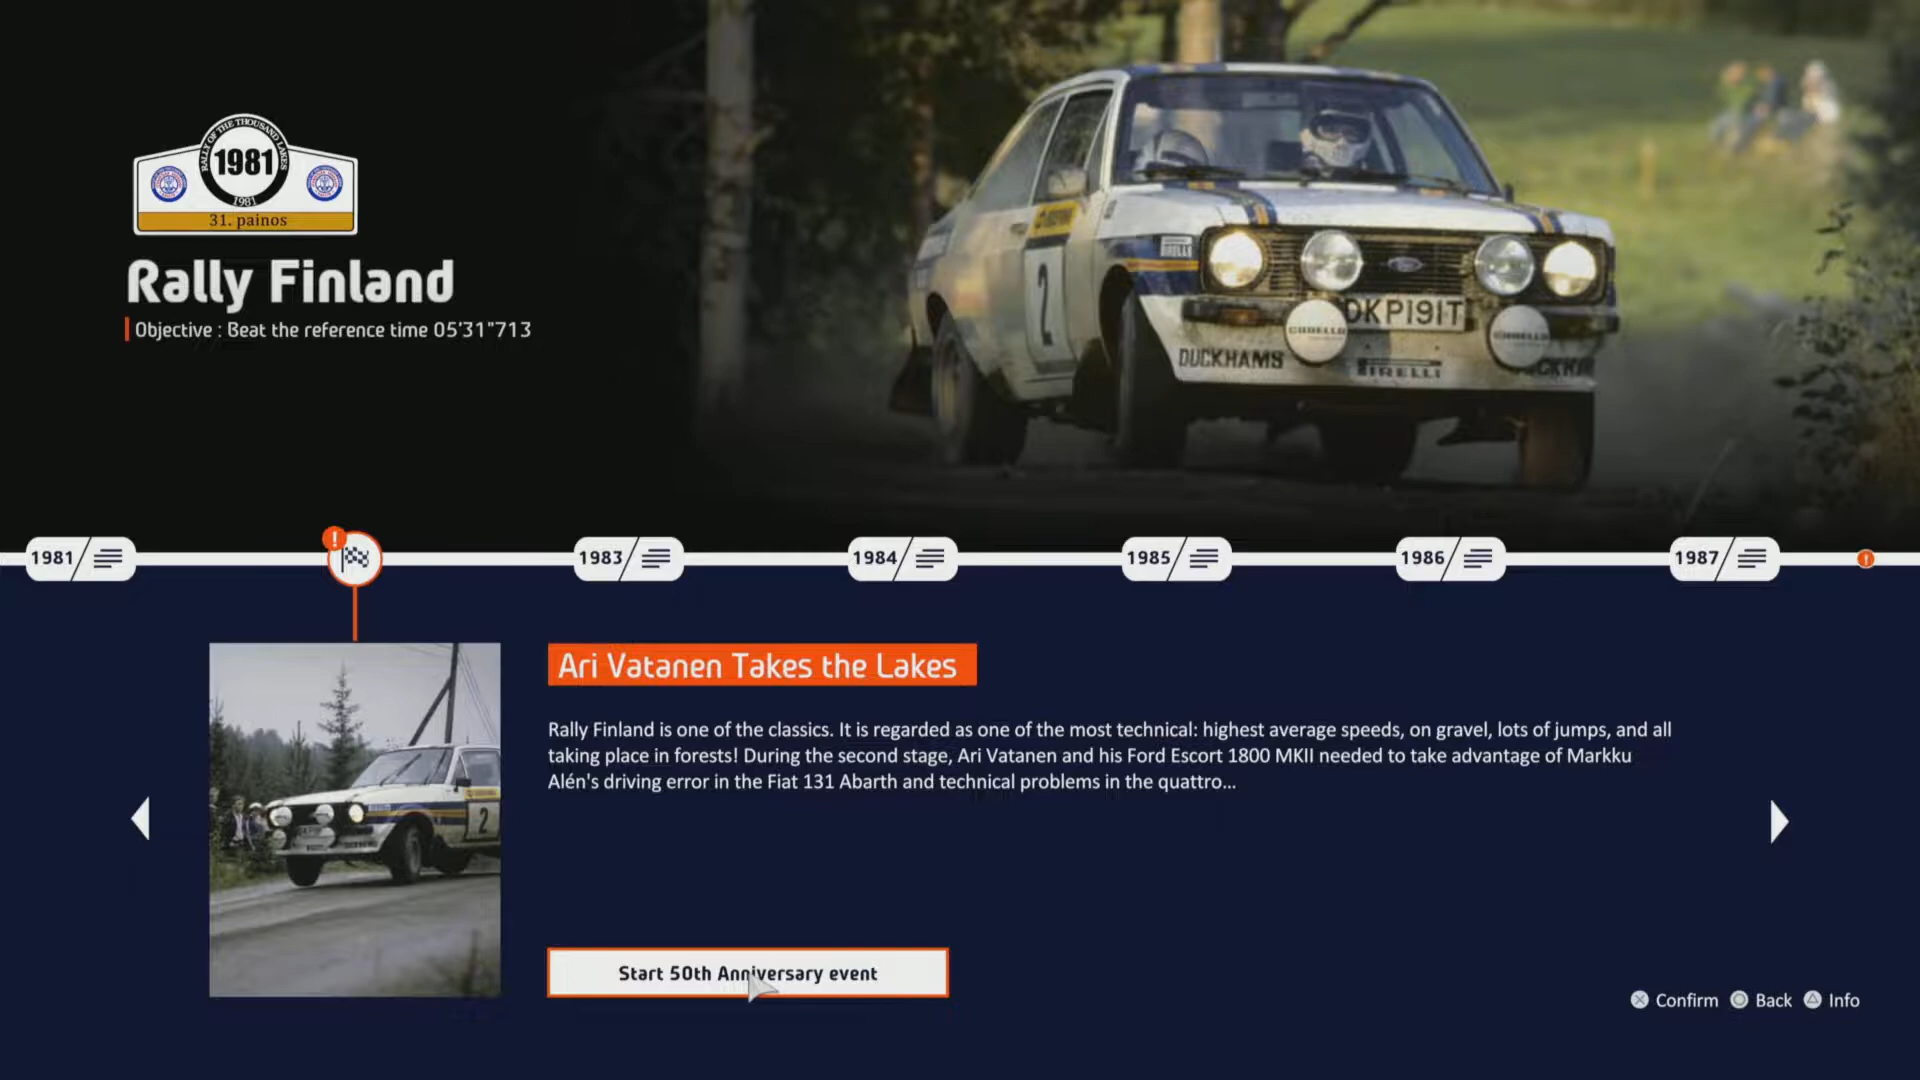 RALLY OF THE THOUSAND LAKES
1981
1981
31. painos
Rally Finland
Objective : Beat the reference time 05'31"713
2
DKP191T
CARELLO
CARELLO
DUCKHAMS
PIRELLI
1981
!
1983
1984
1985
1986
1987
!
Ari Vatanen Takes the Lakes
Rally Finland is one of the classics. It is regarded as one of the most technical: highest average speeds, on gravel, lots of jumps, and all
taking place in forests! During the second stage, Ari Vatanen and his Ford Escort 1800 MKII needed to take advantage of Markku
Alén's driving error in the Fiat 131 Abarth and technical problems in the quattro...
2
Start 50th Anniversary event
Confirm Back Info